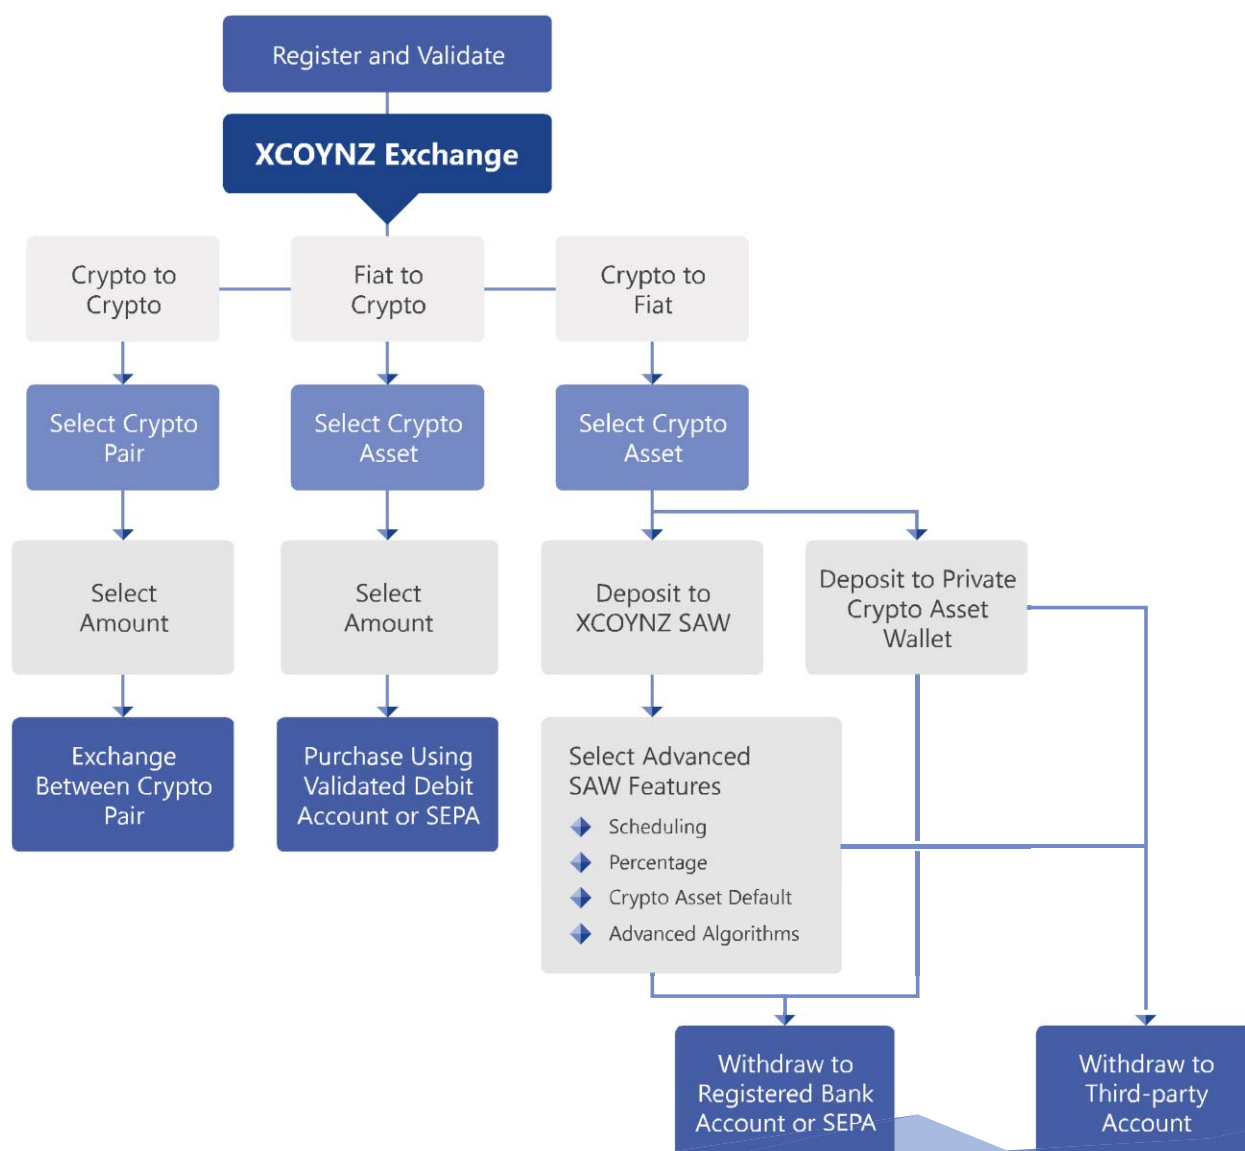 Register and Validate
XCOYNZ Exchange
Crypto to
Crypto
Fiat to
Crypto
Crypto to
Fiat
Select Crypto
Pair
Select Crypto
Asset
Select Crypto
Asset
Select
Amount
Select
Amount
Deposit to
XCOYNZ SAW
Deposit to Private
Crypto Asset
Wallet
Exchange
Between Crypto
Pair
Purchase Using
Validated Debit
Account or SEPA
Select Advanced
SAW Features
Scheduling
Percentage
Crypto Asset Default
Advanced Algorithms
Withdraw to
Registered Bank
Account or SEPA
Withdraw to
Third-party
Account